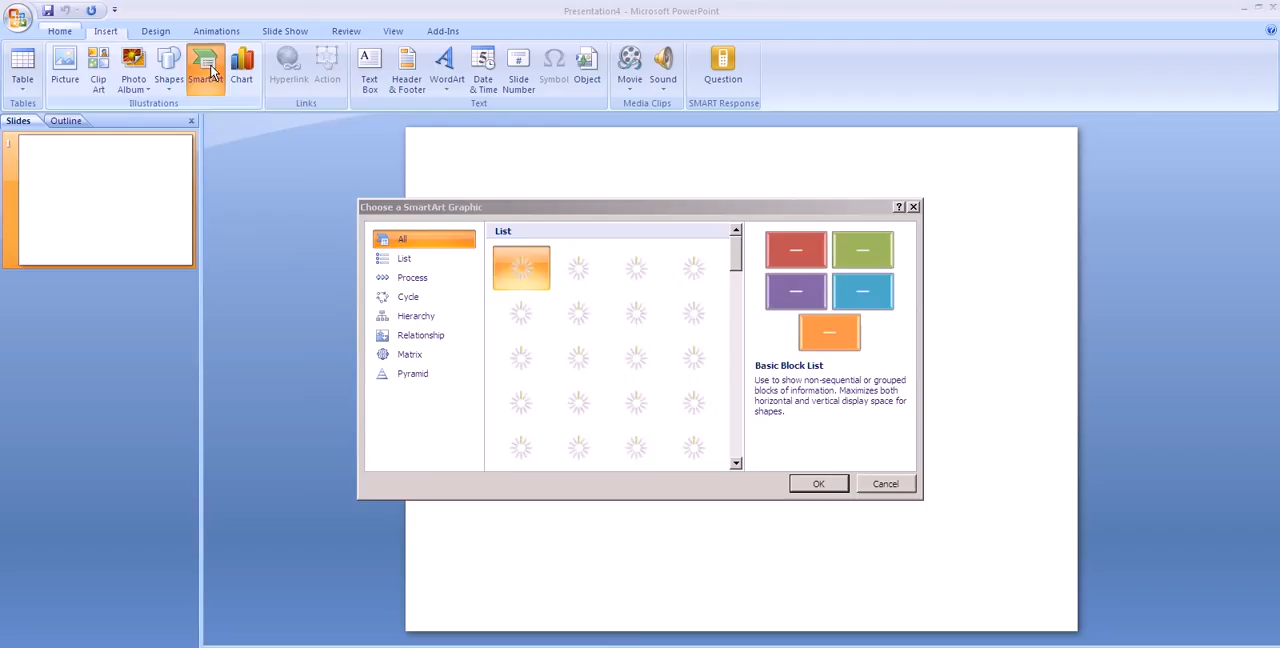 Presentation4 - Microsoft PowerPoint
Home Insert Design Animations Slide Show Review View Add-Ins
Table Picture Clip Art Photo Album Shapes SmartArt Chart Hyperlink Action Text Box Header & Footer WordArt Date & Time Slide Number Symbol Object Movie Sound Question
Tables Illustrations Links Text Media Clips SMART Response
Slides Outline
1
Choose a SmartArt Graphic
All
List
Process
Cycle
Hierarchy
Relationship
Matrix
Pyramid
List
Basic Block List
Use to show non-sequential or grouped
blocks of information. Maximizes both
horizontal and vertical display space for
shapes.
OK Cancel